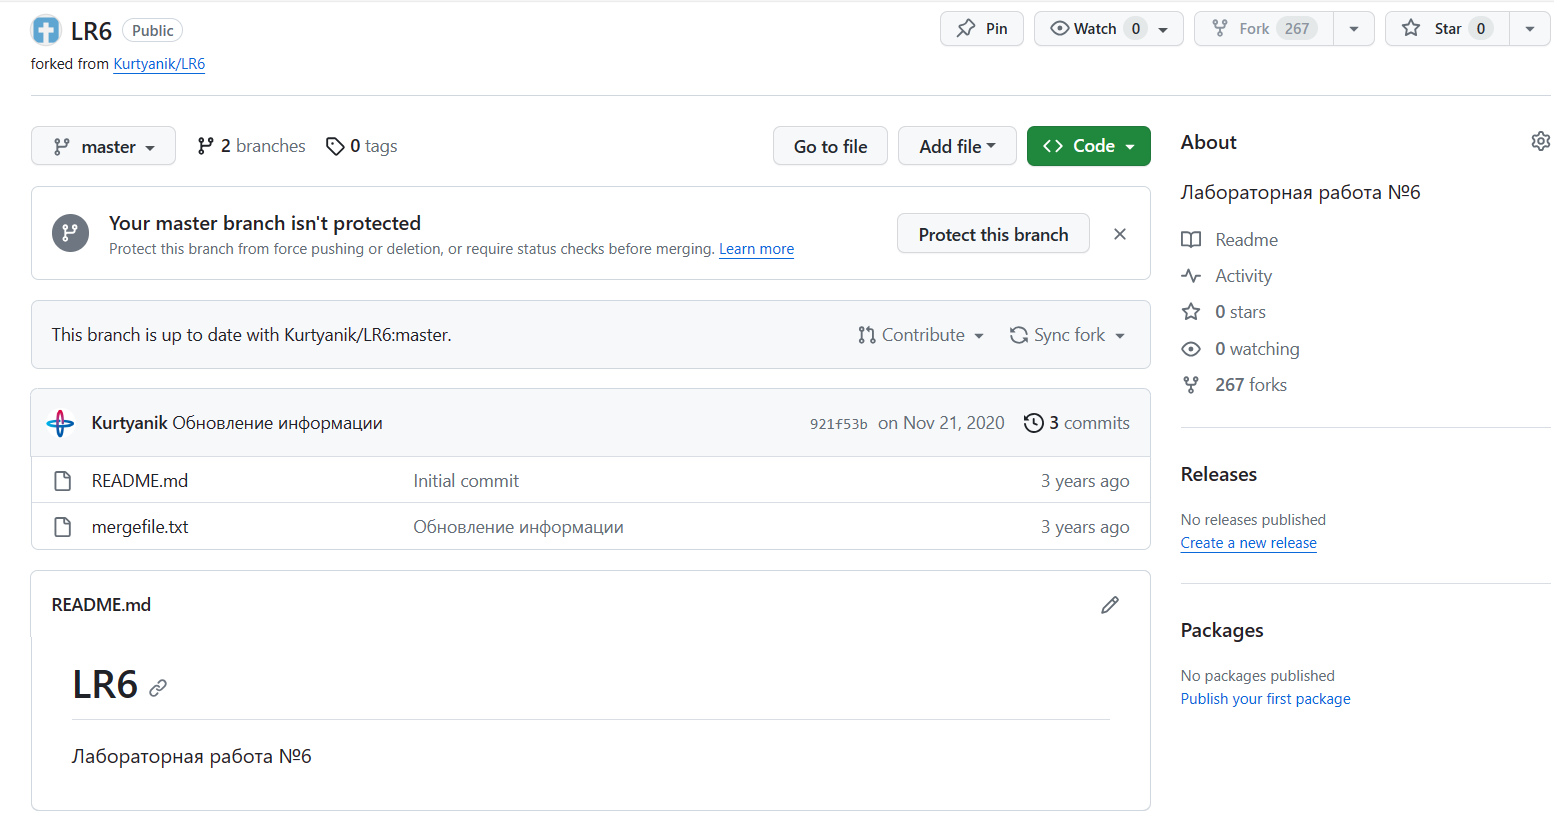 LR6 Public Pin Watch 0 Fork 267 Star 0
forked from Kurtyanik/LR6
master 2 branches 0 tags Go to file Add file Code
Your master branch isn't protected
Protect this branch from force pushing or deletion, or require status checks before merging. Learn more
Protect this branch
This branch is up to date with Kurtyanik/LR6:master. Contribute Sync fork
Kurtyanik Обновление информации 921f53b on Nov 21, 2020 3 commits
README.md Initial commit 3 years ago
mergefile.txt Обновление информации 3 years ago
README.md
LR6
Лабораторная работа №6
About
Лабораторная работа №6
Readme
Activity
0 stars
0 watching
267 forks
Releases
No releases published
Create a new release
Packages
No packages published
Publish your first package